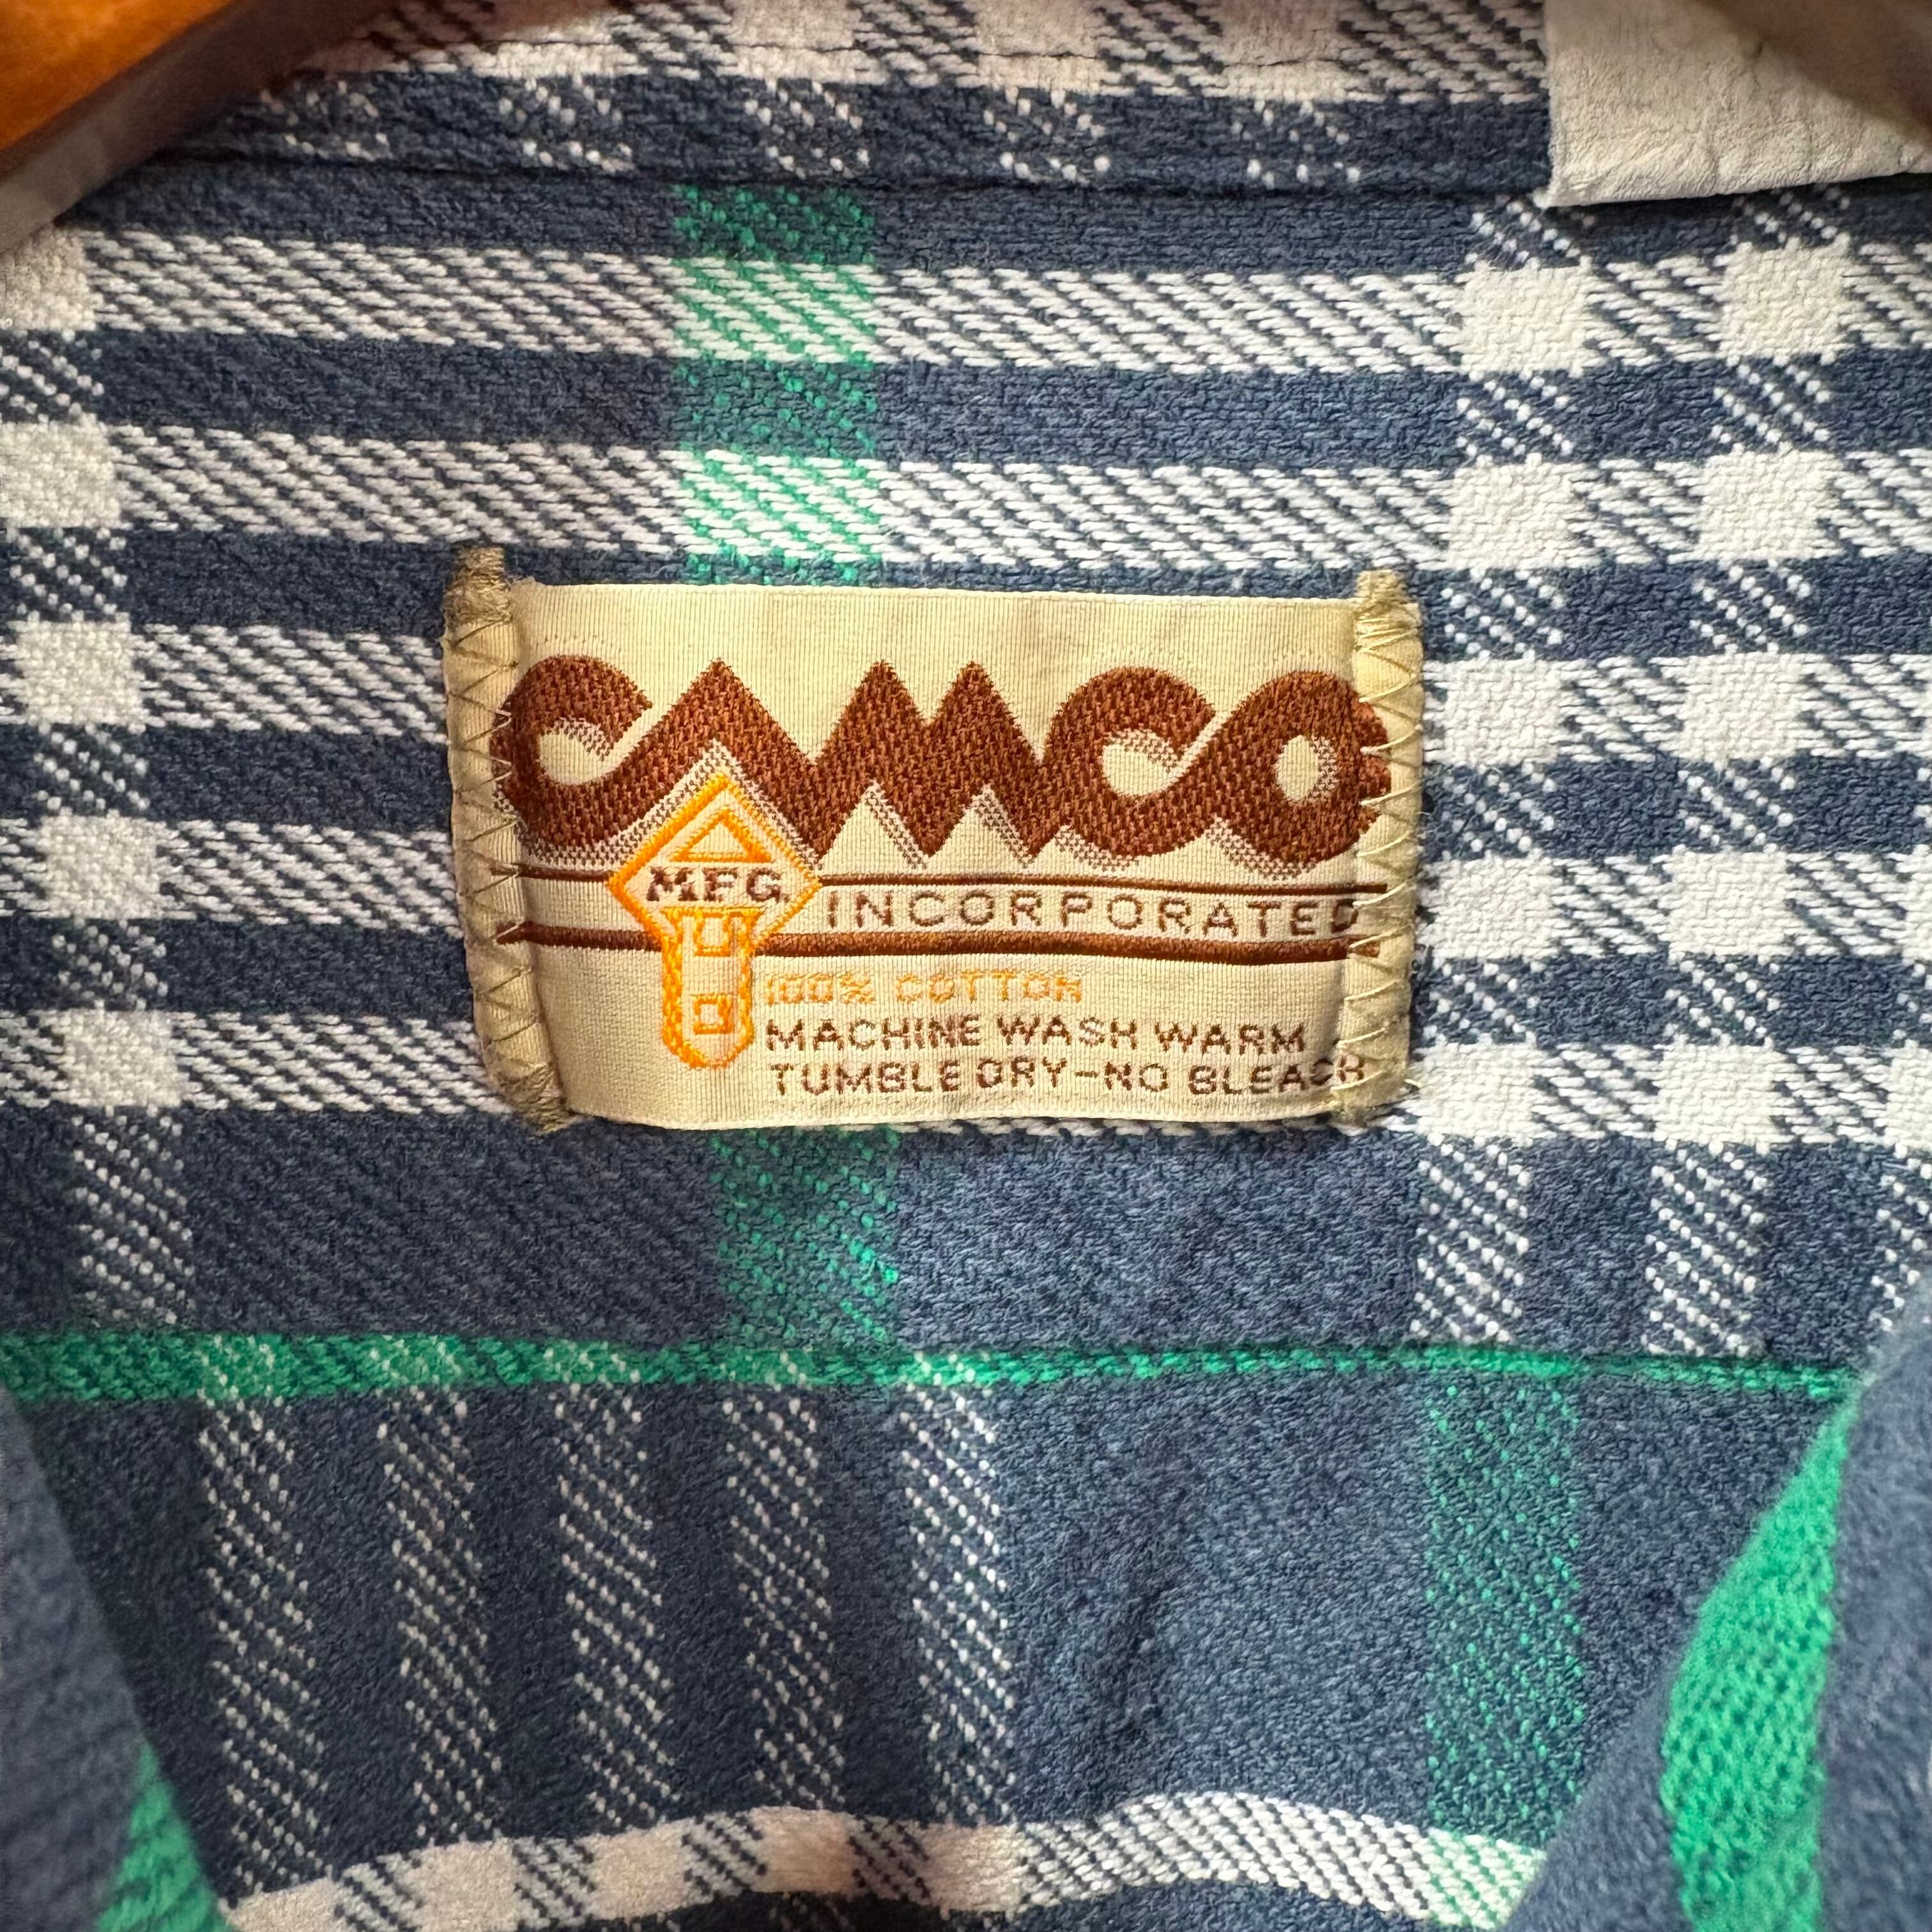 CAMCO
MFG INCORPORATED
100% COTTON
MACHINE WASH WARM
TUMBLE DRY-NO BLEACH